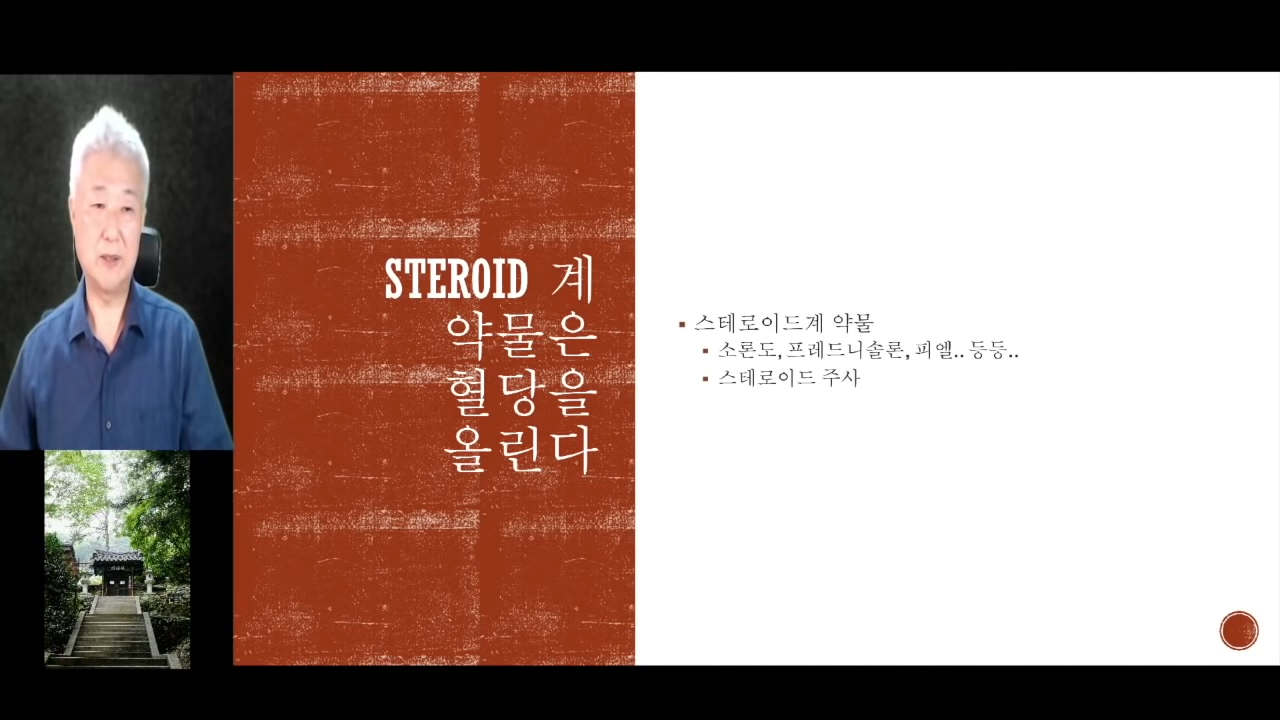 STEROID 계
약물은
혈당을
올린다
스테로이드계 약물
소론도, 프레드니솔론, 피엘.. 등등..
스테로이드 주사